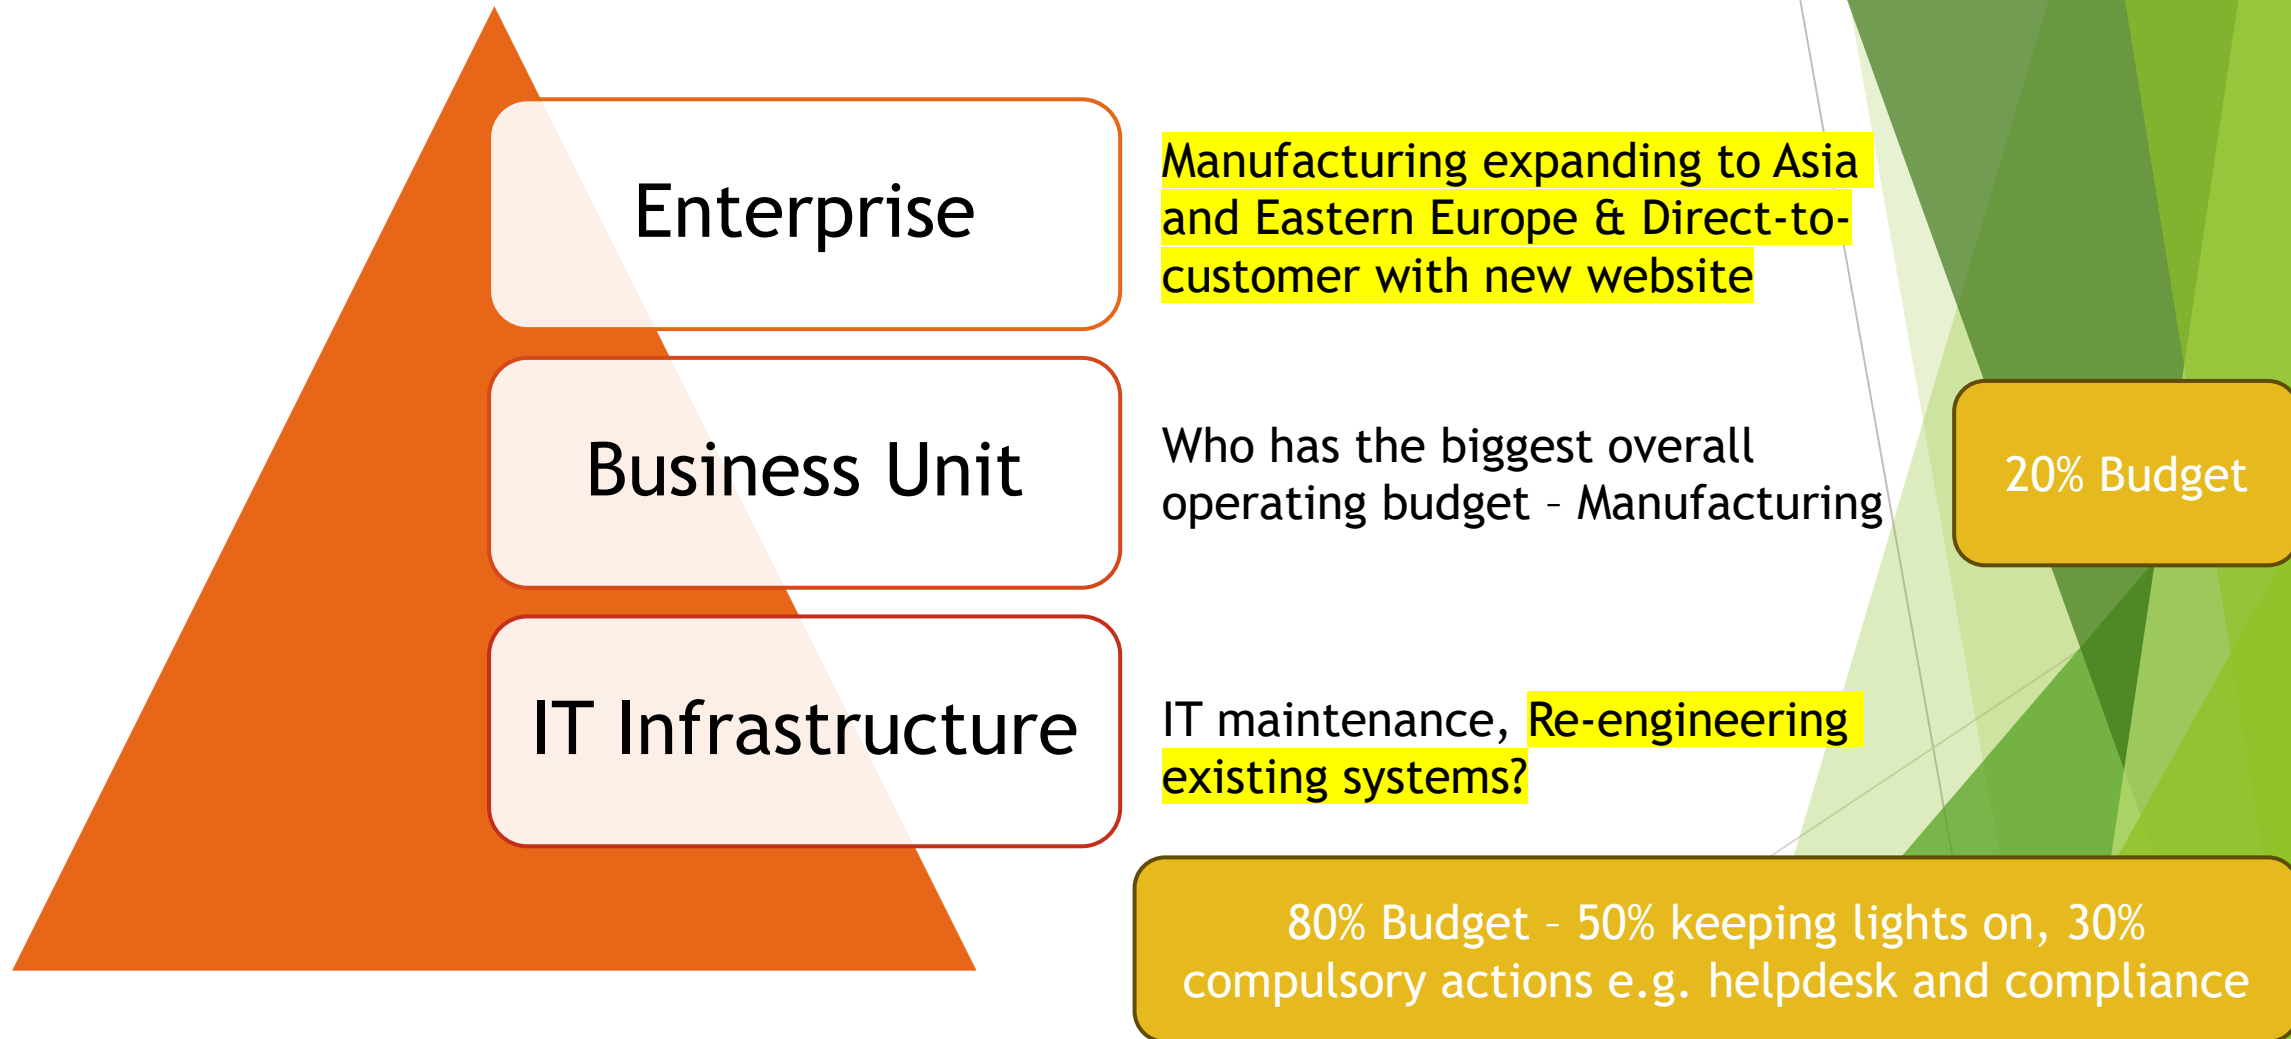 Enterprise
Manufacturing expanding to Asia
and Eastern Europe & Direct-to-
customer with new website
Business Unit
Who has the biggest overall
operating budget – Manufacturing
20% Budget
IT Infrastructure
IT maintenance, Re-engineering
existing systems?
80% Budget – 50% keeping lights on, 30%
compulsory actions e.g. helpdesk and compliance